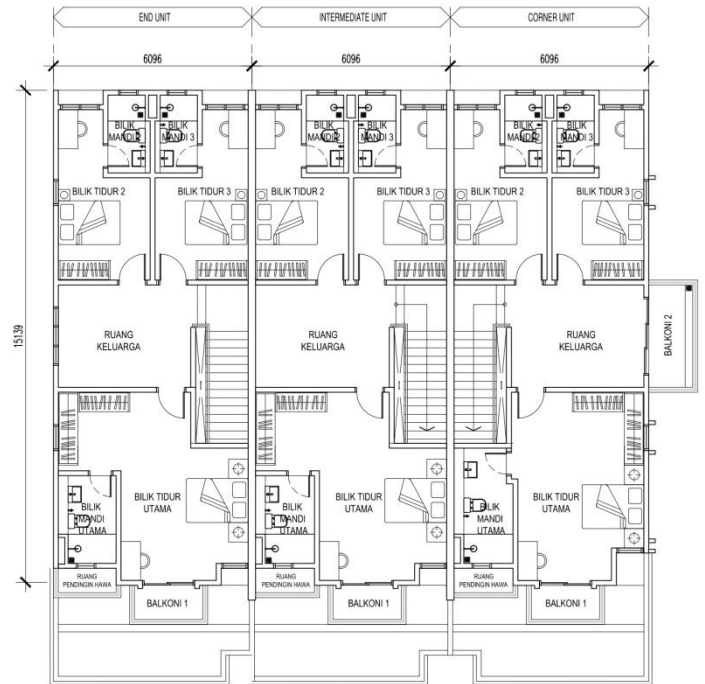 END UNIT
INTERMEDIATE UNIT
CORNER UNIT
6096
6096
6096
15139
BILIK
MANDI 2
BILIK
MANDI 3
BILIK
MANDI 2
BILIK
MANDI 3
BILIK
MANDI 2
BILIK
MANDI 3
BILIK TIDUR 2
BILIK TIDUR 3
BILIK TIDUR 2
BILIK TIDUR 3
BILIK TIDUR 2
BILIK TIDUR 3
RUANG
KELUARGA
RUANG
KELUARGA
RUANG
KELUARGA
BALKONI 2
BILIK
MANDI
UTAMA
BILIK TIDUR
UTAMA
BILIK
MANDI
UTAMA
BILIK TIDUR
UTAMA
BILIK
MANDI
UTAMA
BILIK TIDUR
UTAMA
RUANG
PENDINGIN HAWA
BALKONI 1
RUANG
PENDINGIN HAWA
BALKONI 1
RUANG
PENDINGIN HAWA
BALKONI 1